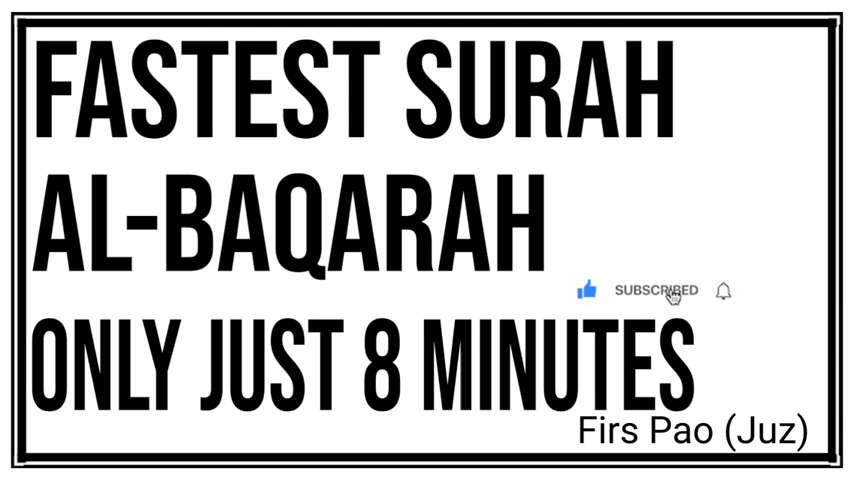 FASTEST SURAH
AL-BAQARAH
SUBSCRIBED
ONLY JUST 8 MINUTES
Firs Pao (Juz)